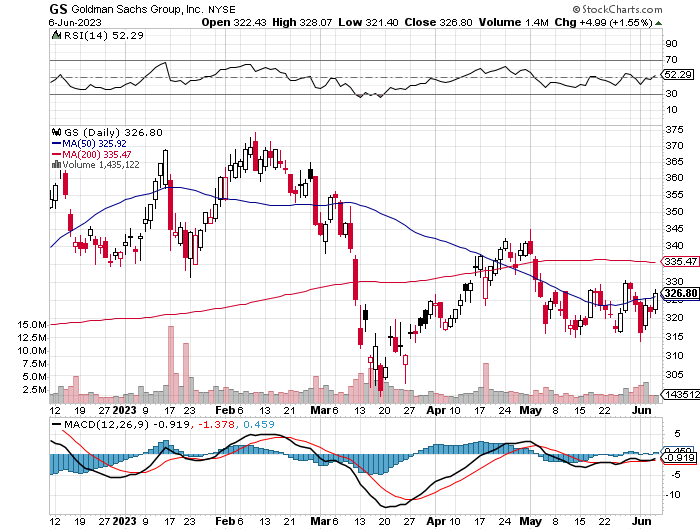 GS Goldman Sachs Group, Inc. NYSE © StockCharts.com
6-Jun-2023 Open 322.43 High 328.07 Low 321.40 Close 326.80 Volume 1.4M Chg +4.99 (+1.55%)
RSI(14) 52.29
90
70
52.29
30
10
GS (Daily) 326.80
MA(50) 325.92
MA(200) 335.47
Volume 1,435,122
375
370
365
360
355
350
345
340
335.47
330
326.80
320
315
310
305
15.0M
12.5M
10.0M
7.5M
5.0M
2.5M
143512
12 20 27 2023 9 17 23 Feb 6 13 21 Mar 6 13 20 27 Apr 10 17 24 May 8 15 22 Jun
MACD(12,26,9) -0.919, -1.378, 0.459
5
0.459
-0.919
-5
-10
12 20 27 2023 9 17 23 Feb 6 13 21 Mar 6 13 20 27 Apr 10 17 24 May 8 15 22 Jun